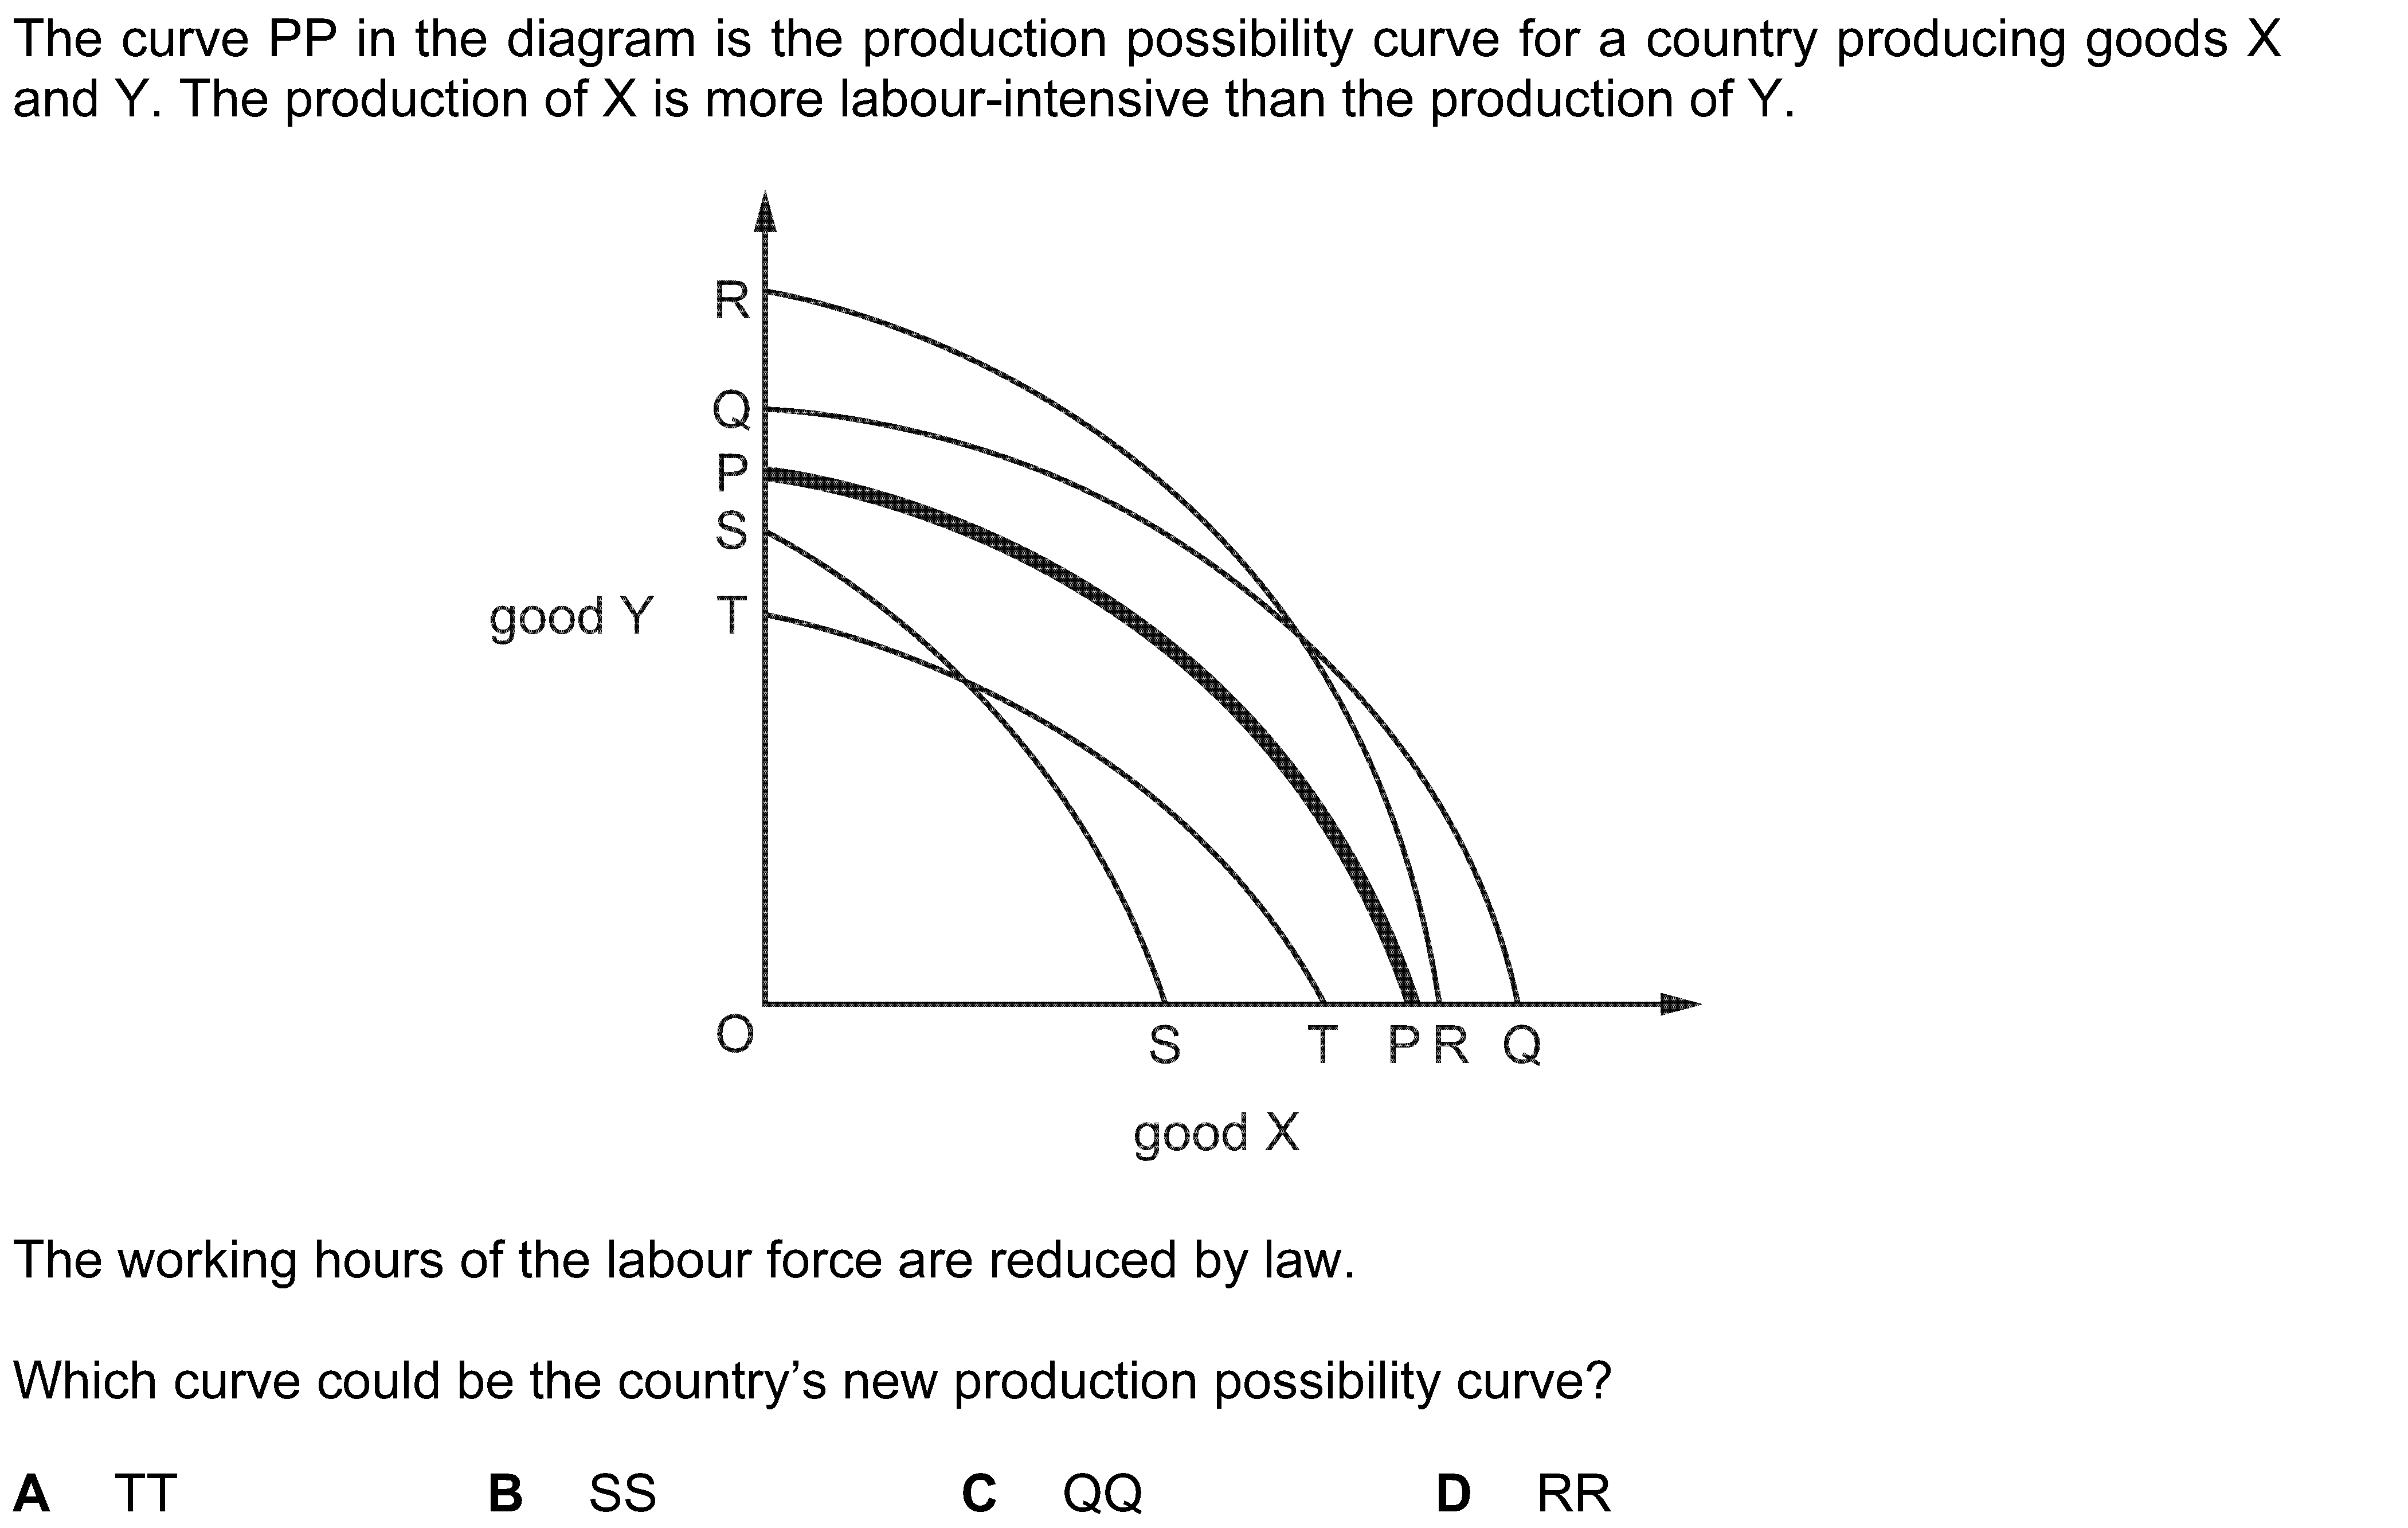 The curve PP in the diagram is the production possibility curve for a country producing goods X
and Y. The production of X is more labour-intensive than the production of Y.
R
Q
P
S
good Y T
O S T P R Q
good X
The working hours of the labour force are reduced by law.
Which curve could be the country’s new production possibility curve?
A TT B SS C QQ D RR